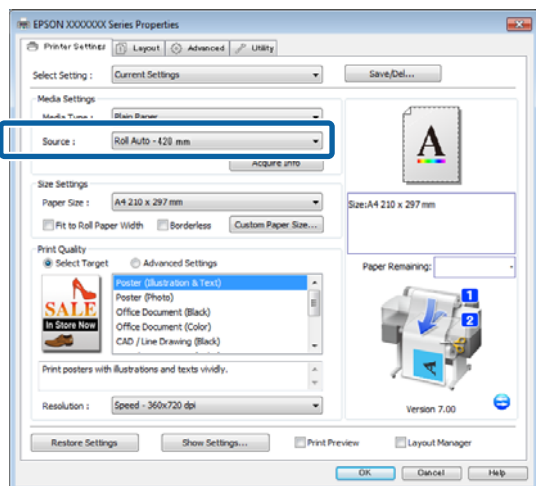 EPSON XXXXXXX Series Properties
Printer Settings Layout Advanced Utility
Select Setting : Current Settings Save/Del...
Media Settings
Media Type : Plain Paper
Source : Roll Auto - 420 mm
Acquire Info
Size Settings
Paper Size : A4 210 x 297 mm
Fit to Roll Paper Width Borderless Custom Paper Size...
Print Quality
Select Target Advanced Settings
SALE
In Store Now
Poster (Illustration & Text)
Poster (Photo)
Office Document (Black)
Office Document (Color)
CAD / Line Drawing (Black)
Print posters with illustrations and texts vividly.
Resolution : Speed - 360x720 dpi
A
Size:A4 210 x 297 mm
Paper Remaining:
1
2
A
Version 7.00
Restore Settings Show Settings... Print Preview Layout Manager
OK Cancel Help